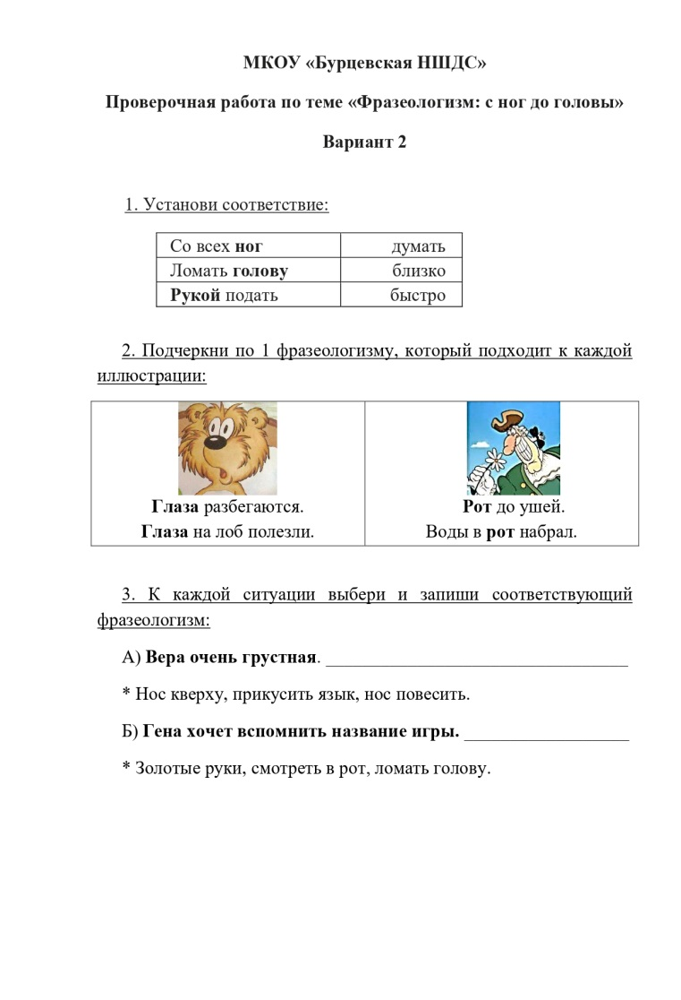 МКОУ «Бурцевская НШДС»
Проверочная работа по теме «Фразеологизм: с ног до головы»
Вариант 2
1. Установи соответствие:
Со всех ног думать
Ломать голову близко
Рукой подать быстро
2. Подчеркни по 1 фразеологизму, который подходит к каждой
иллюстрации:
Глаза разбегаются.
Глаза на лоб полезли.
Рот до ушей.
Воды в рот набрал.
3. К каждой ситуации выбери и запиши соответствующий
фразеологизм:
А) Вера очень грустная. ___________________________________
* Нос кверху, прикусить язык, нос повесить.
Б) Гена хочет вспомнить название игры. ___________________
* Золотые руки, смотреть в рот, ломать голову.